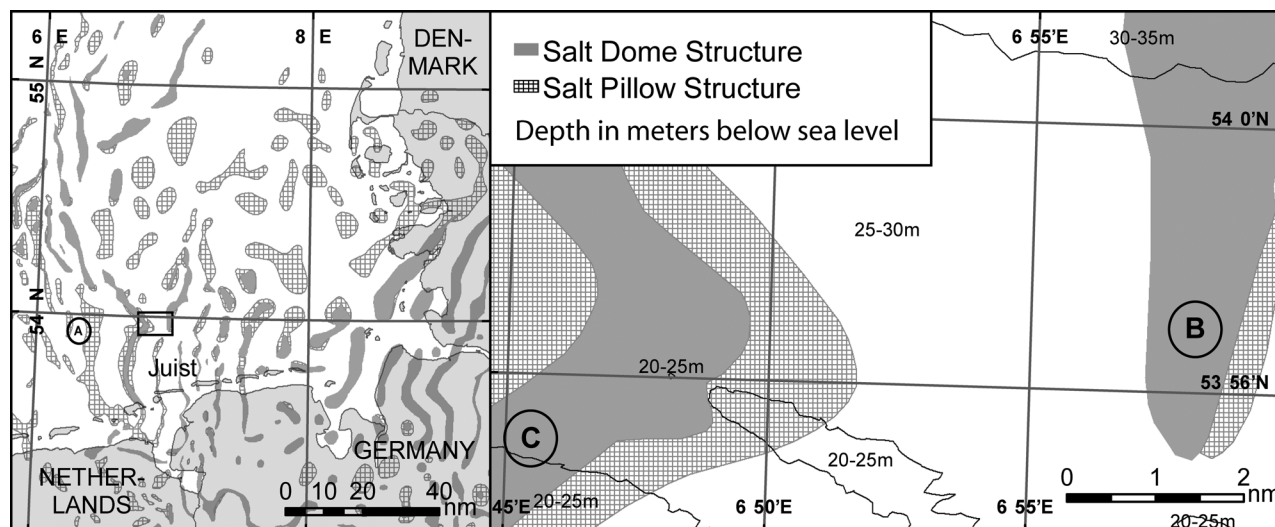 6 E
8 E
DEN-
MARK
55 N
54 N
A
Juist
GERMANY
NETHER-
LANDS
0 10 20 40
nm
Salt Dome Structure
Salt Pillow Structure
Depth in meters below sea level
6 55'E
30-35m
54 0'N
25-30m
B
20-25m
53 56'N
C
20-25m
20-25m
45'E
6 50'E
6 55'E
0 1 2
nm
20-25m